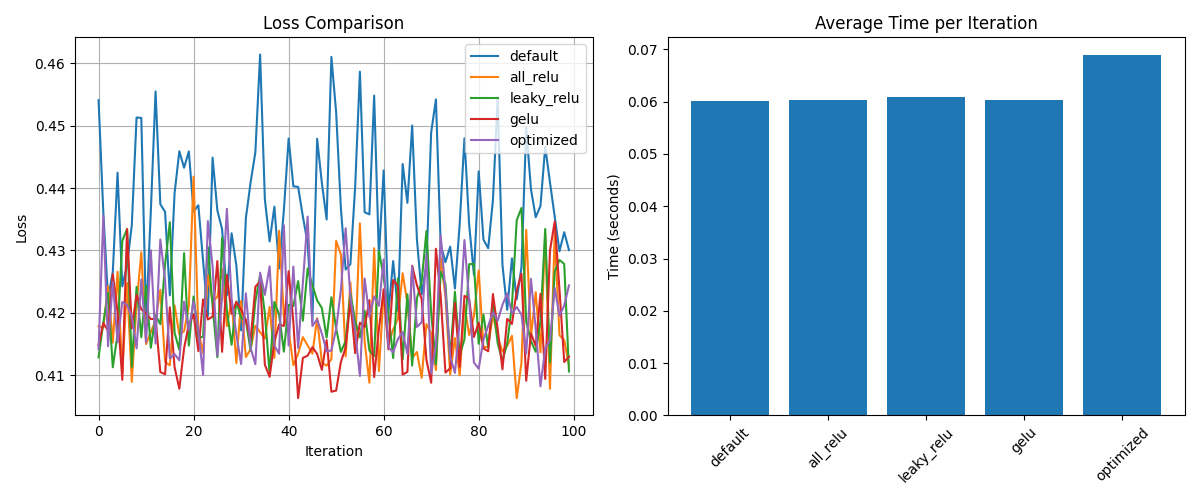 Loss Comparison
Loss
0.46
0.45
0.44
0.43
0.42
0.41
0
20
40
60
80
100
Iteration
default
all_relu
leaky_relu
gelu
optimized
Average Time per Iteration
Time (seconds)
0.07
0.06
0.05
0.04
0.03
0.02
0.01
0.00
default
all_relu
leaky_relu
gelu
optimized